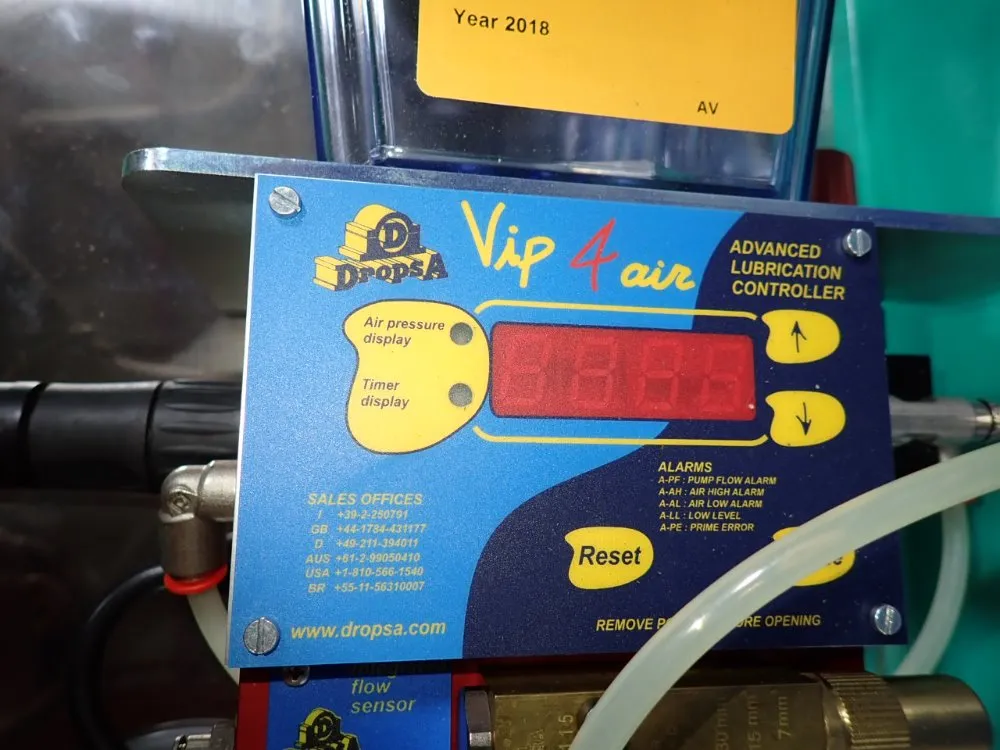 Year 2018
AV
D
DropsA
Vip 4 air
ADVANCED
LUBRICATION
CONTROLLER
Air pressure
display
Timer
display
↑
↓
ALARMS
A-PF : PUMP FLOW ALARM
A-AH : AIR HIGH ALARM
A-AL : AIR LOW ALARM
A-LL : LOW LEVEL
A-PE : PRIME ERROR
SALES OFFICES
I +39-2-250791
GB +44-1784-431177
D +49-211-394011
AUS +61-2-99050410
USA +1-810-566-1540
BR +55-11-56310007
Reset
www.dropsa.com
REMOVE OPENING
flow
sensor
30mm
15mm
7mm